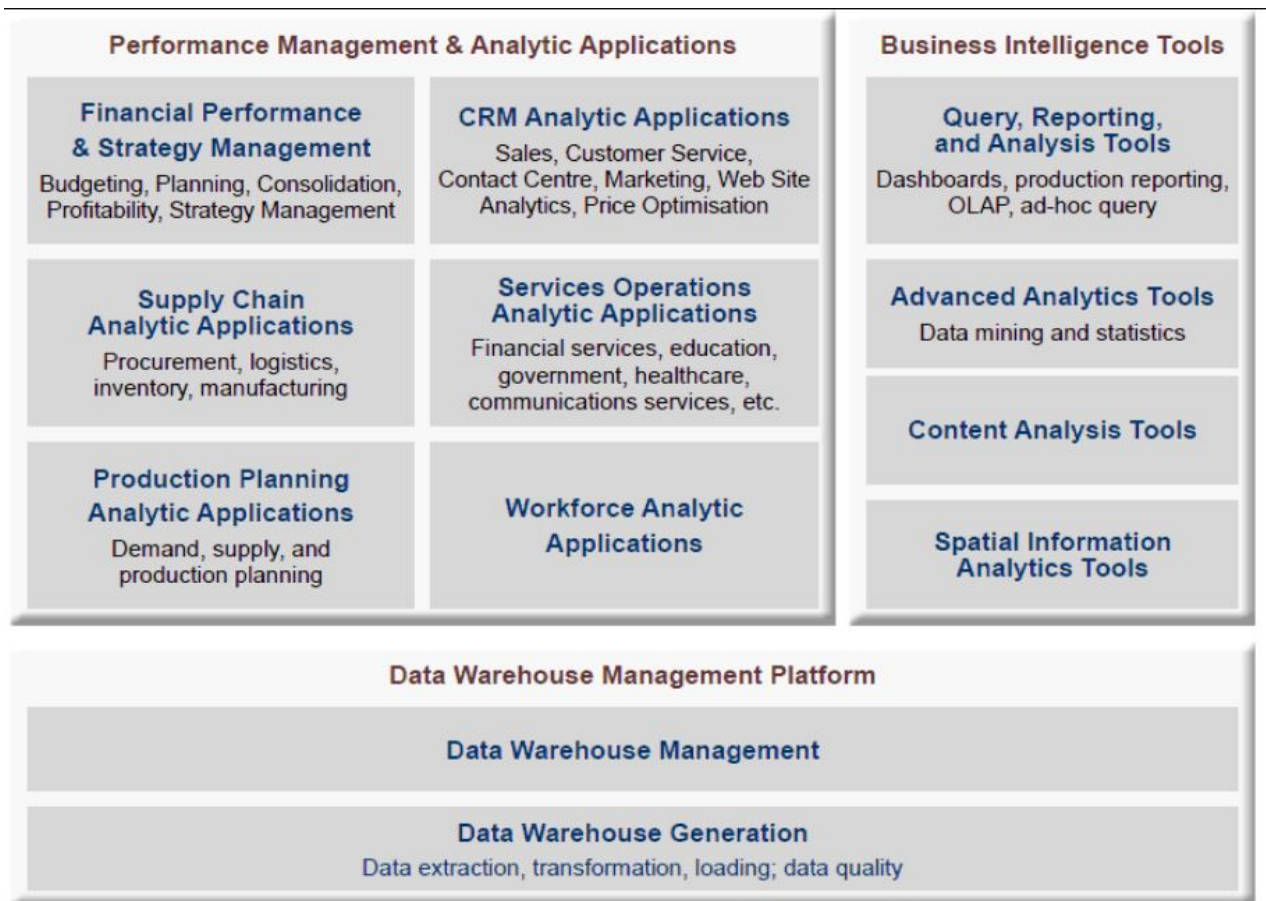 Performance Management & Analytic Applications
Financial Performance
& Strategy Management
Budgeting, Planning, Consolidation,
Profitability, Strategy Management
CRM Analytic Applications
Sales, Customer Service,
Contact Centre, Marketing, Web Site
Analytics, Price Optimisation
Supply Chain
Analytic Applications
Procurement, logistics,
inventory, manufacturing
Services Operations
Analytic Applications
Financial services, education,
government, healthcare,
communications services, etc.
Production Planning
Analytic Applications
Demand, supply, and
production planning
Workforce Analytic
Applications
Business Intelligence Tools
Query, Reporting,
and Analysis Tools
Dashboards, production reporting,
OLAP, ad-hoc query
Advanced Analytics Tools
Data mining and statistics
Content Analysis Tools
Spatial Information
Analytics Tools
Data Warehouse Management Platform
Data Warehouse Management
Data Warehouse Generation
Data extraction, transformation, loading; data quality